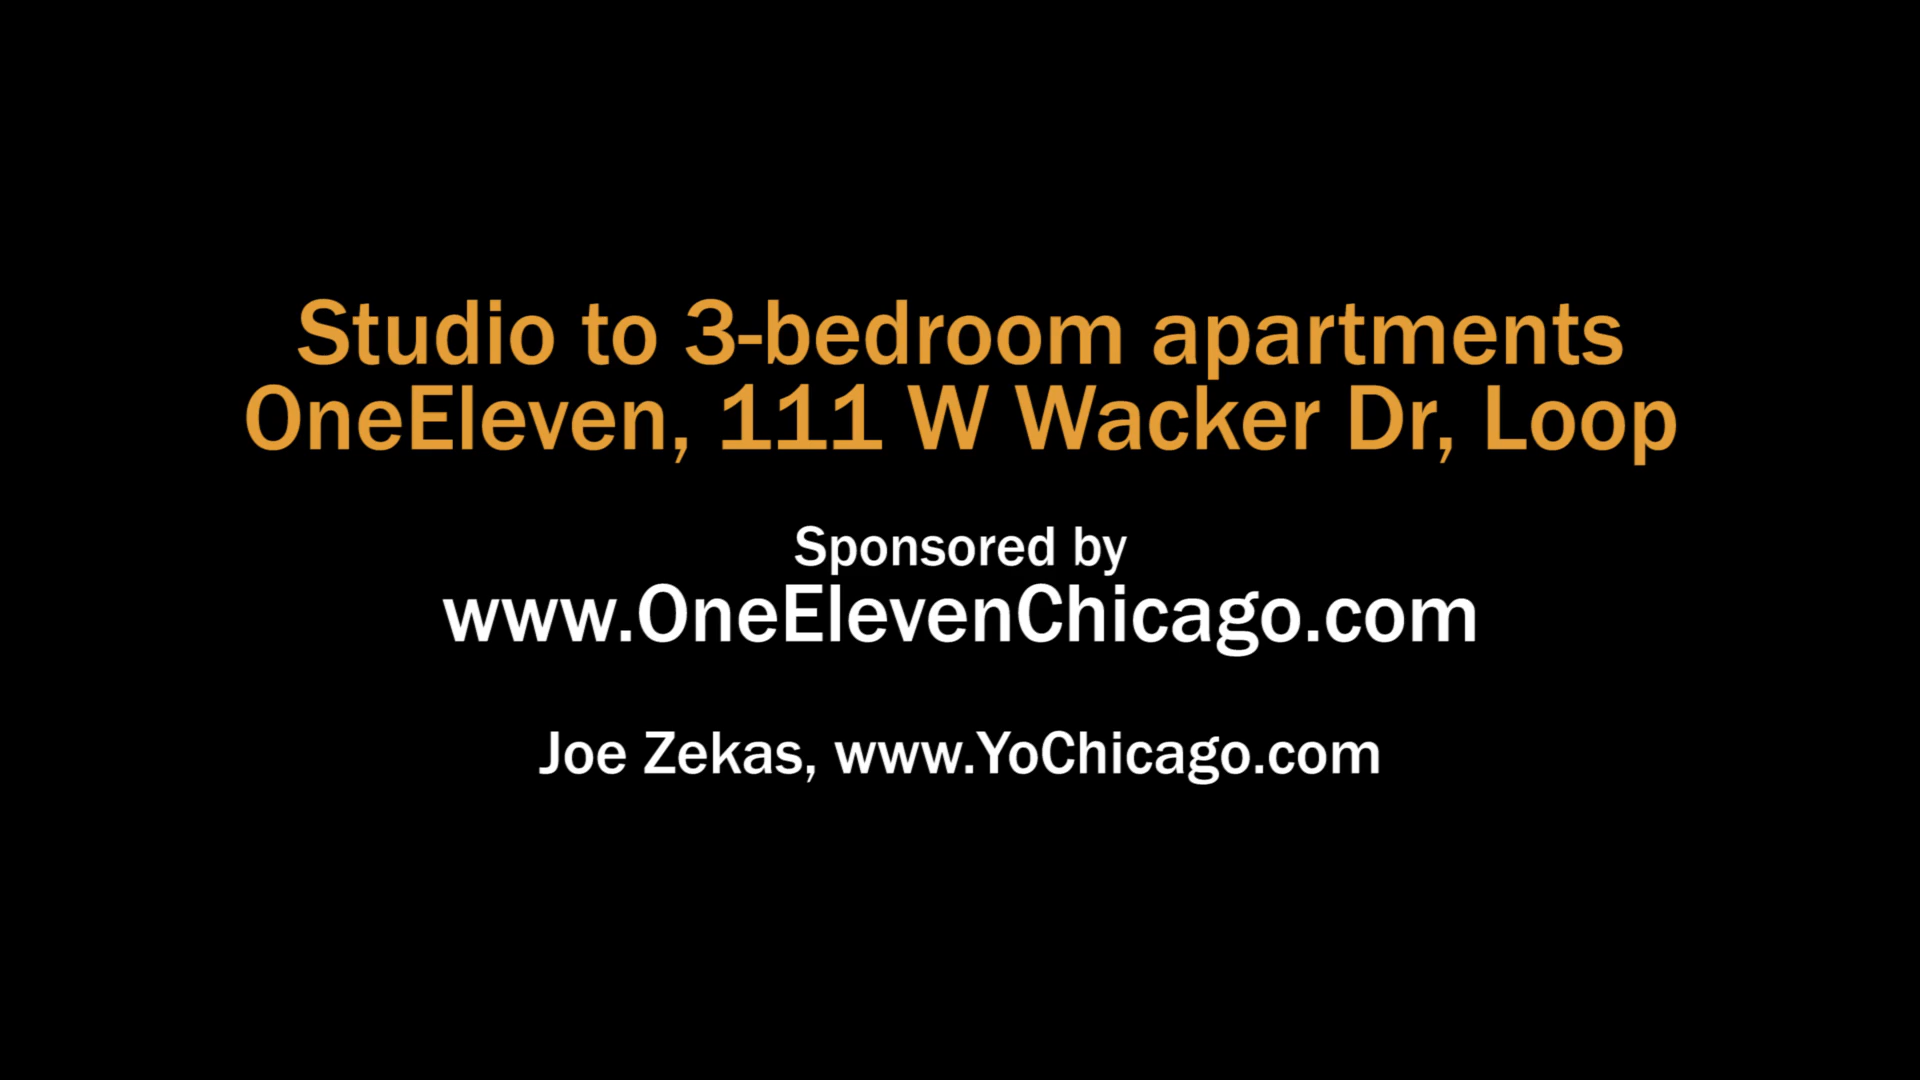 Studio to 3-bedroom apartments
OneEleven, 111 W Wacker Dr, Loop
Sponsored by
www.OneElevenChicago.com
Joe Zekas, www.YoChicago.com